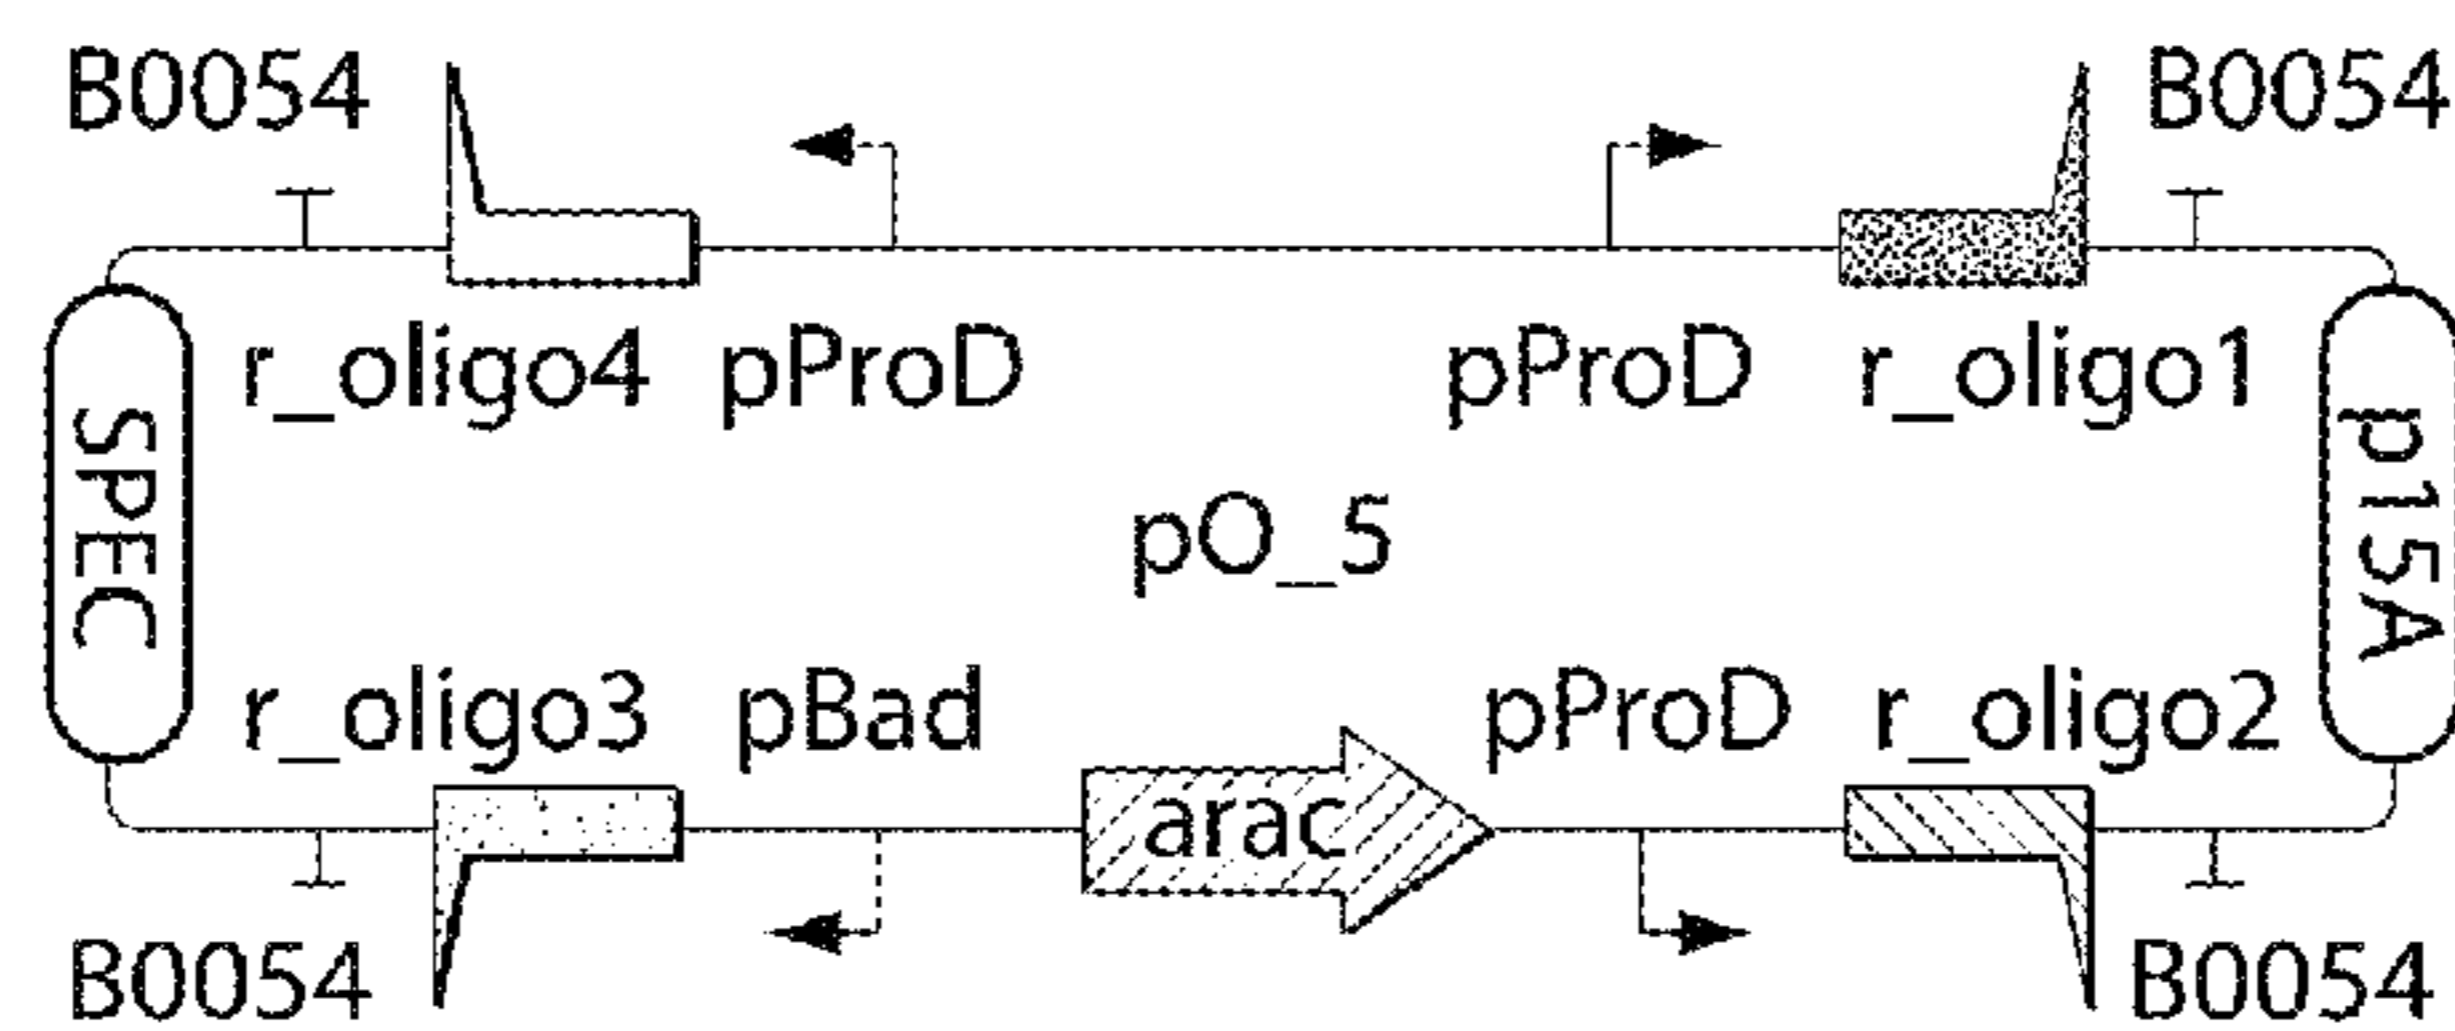 B0054
B0054
r_oligo4 pProD
pProD r_oligo1
SPEC
pO_5
p15A
r_oligo3 pBad
pProD r_oligo2
arac
B0054
B0054